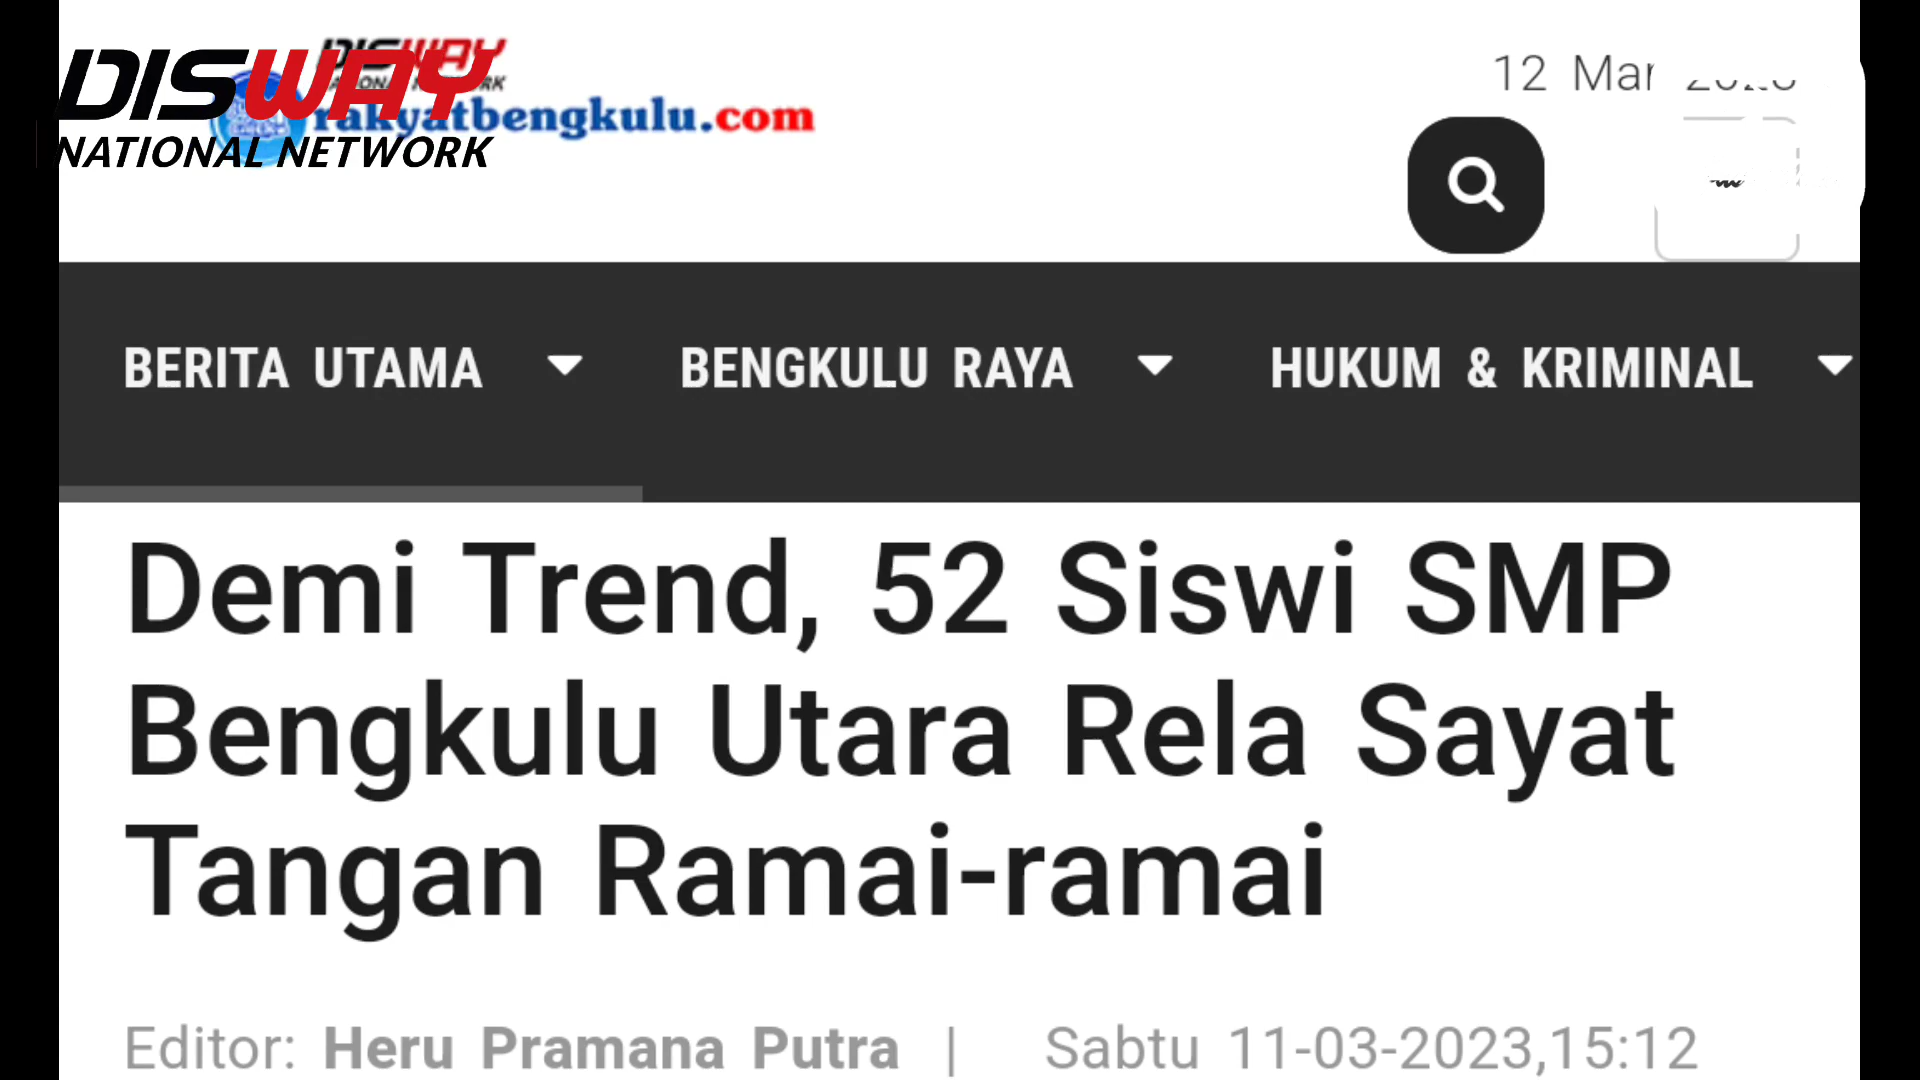 DISWAY
NATIONAL NETWORK
DISWAY
rakyatbengkulu.com
12 Mar
BERITA UTAMA
BENGKULU RAYA
HUKUM & KRIMINAL
Demi Trend, 52 Siswi SMP
Bengkulu Utara Rela Sayat
Tangan Ramai-ramai
Editor: Heru Pramana Putra | Sabtu 11-03-2023,15:12